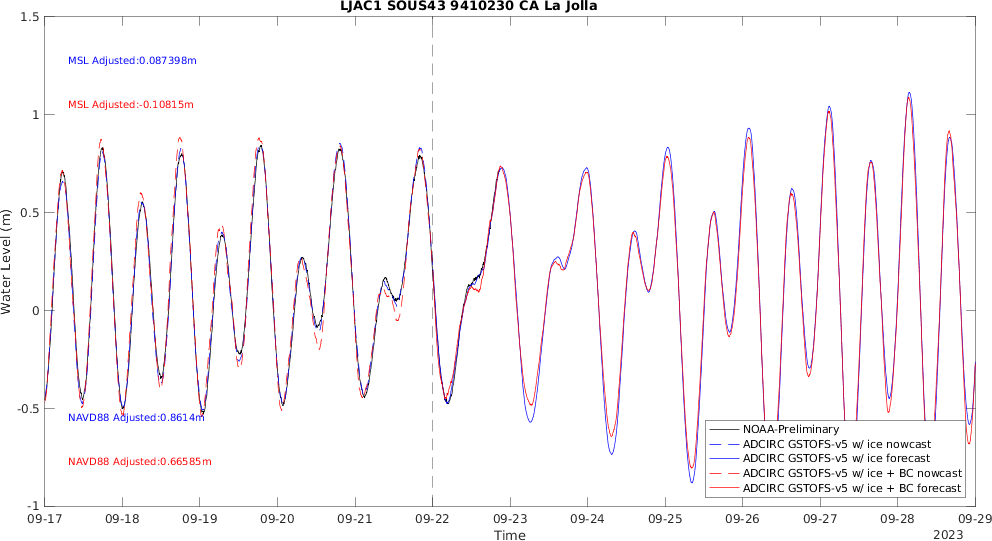 LJAC1 SOUS43 9410230 CA La Jolla
1.5
1
0.5
0
-0.5
-1
Water Level (m)
MSL Adjusted:0.087398m
MSL Adjusted:-0.10815m
NAVD88 Adjusted:0.8614m
NAVD88 Adjusted:0.66585m
NOAA-Preliminary
ADCIRC GSTOFS-v5 w/ ice nowcast
ADCIRC GSTOFS-v5 w/ ice forecast
ADCIRC GSTOFS-v5 w/ ice + BC nowcast
ADCIRC GSTOFS-v5 w/ ice + BC forecast
09-17 09-18 09-19 09-20 09-21 09-22 09-23 09-24 09-25 09-26 09-27 09-28 09-29
Time
2023